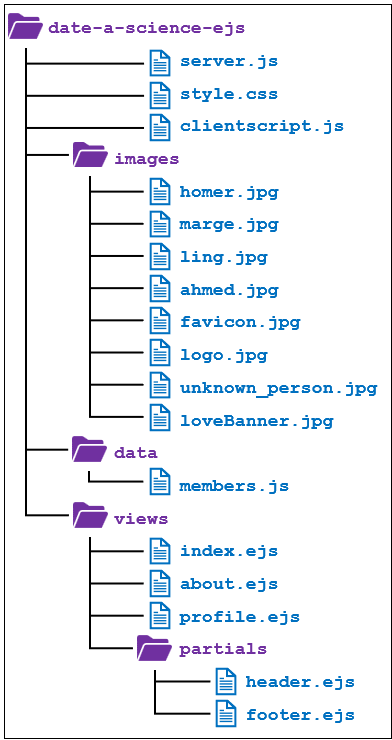 date-a-science-ejs
server.js
style.css
clientscript.js
images
homer.jpg
marge.jpg
ling.jpg
ahmed.jpg
favicon.jpg
logo.jpg
unknown_person.jpg
loveBanner.jpg
data
members.js
views
index.ejs
about.ejs
profile.ejs
partials
header.ejs
footer.ejs